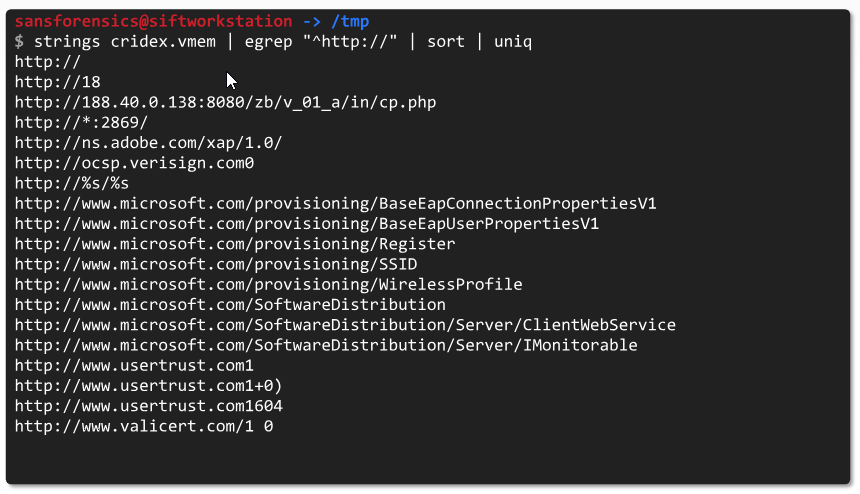 sansforensics@siftworkstation -> /tmp
$ strings cridex.vmem | egrep "^http://" | sort | uniq
http://
http://18
http://188.40.0.138:8080/zb/v_01_a/in/cp.php
http://*:2869/
http://ns.adobe.com/xap/1.0/
http://ocsp.verisign.com0
http://%s/%s
http://www.microsoft.com/provisioning/BaseEapConnectionPropertiesV1
http://www.microsoft.com/provisioning/BaseEapUserPropertiesV1
http://www.microsoft.com/provisioning/Register
http://www.microsoft.com/provisioning/SSID
http://www.microsoft.com/provisioning/WirelessProfile
http://www.microsoft.com/SoftwareDistribution
http://www.microsoft.com/SoftwareDistribution/Server/ClientWebService
http://www.microsoft.com/SoftwareDistribution/Server/IMonitorable
http://www.usertrust.com1
http://www.usertrust.com1+0)
http://www.usertrust.com1604
http://www.valicert.com/1 0